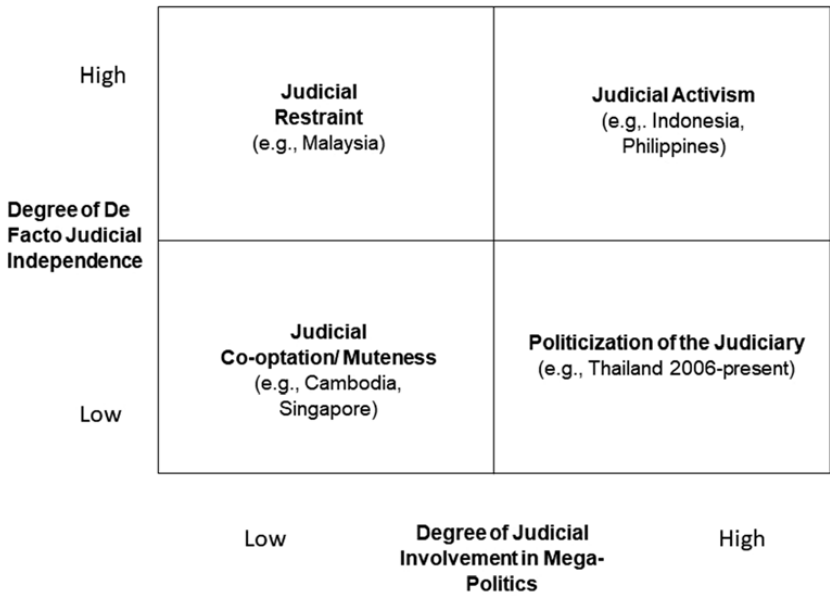 High
Judicial
Restraint
(e.g., Malaysia)
Judicial Activism
(e.g,. Indonesia,
Philippines)
Degree of De
Facto Judicial
Independence
Judicial
Co-optation/ Muteness
(e.g., Cambodia,
Singapore)
Politicization of the Judiciary
(e.g., Thailand 2006-present)
Low
Low
Degree of Judicial
Involvement in Mega-
Politics
High